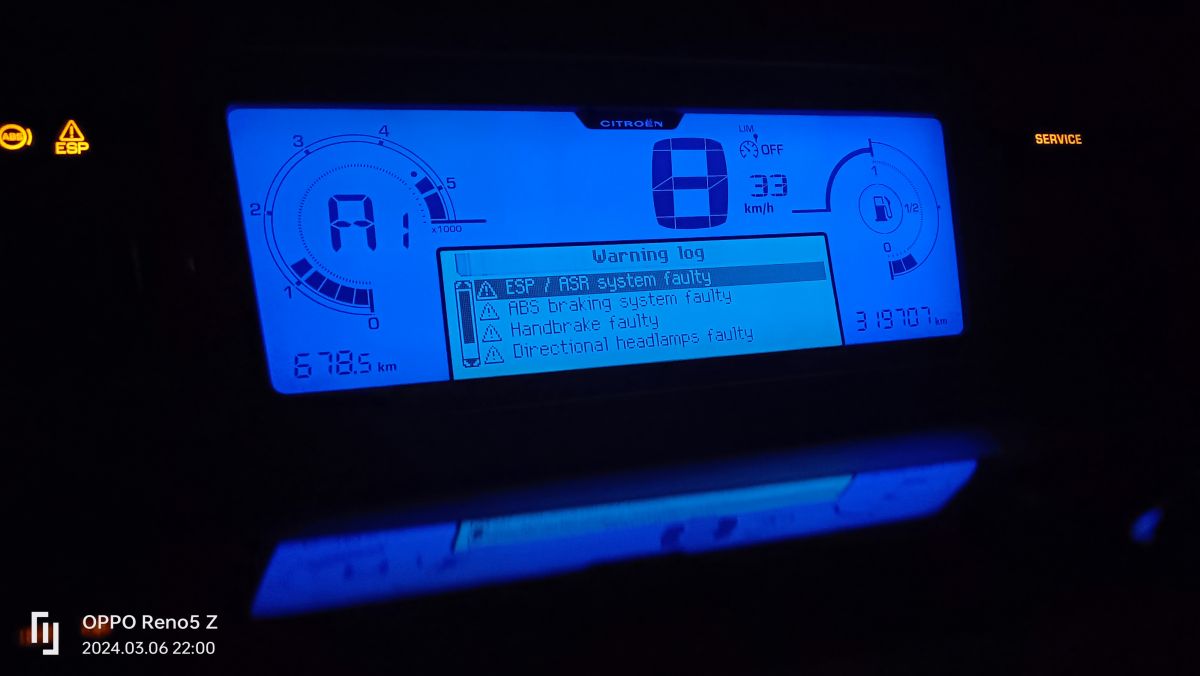 CITROËN
ABS
ESP
SERVICE
4
3
5
2
x1000
1
0
A1
8
LIM
OFF
33
km/h
1
1/2
0
Warning log
ESP / ASR system faulty
ABS braking system faulty
Handbrake faulty
Directional headlamps faulty
678.5 km
319707 km
OPPO Reno5 Z
2024.03.06 22:00